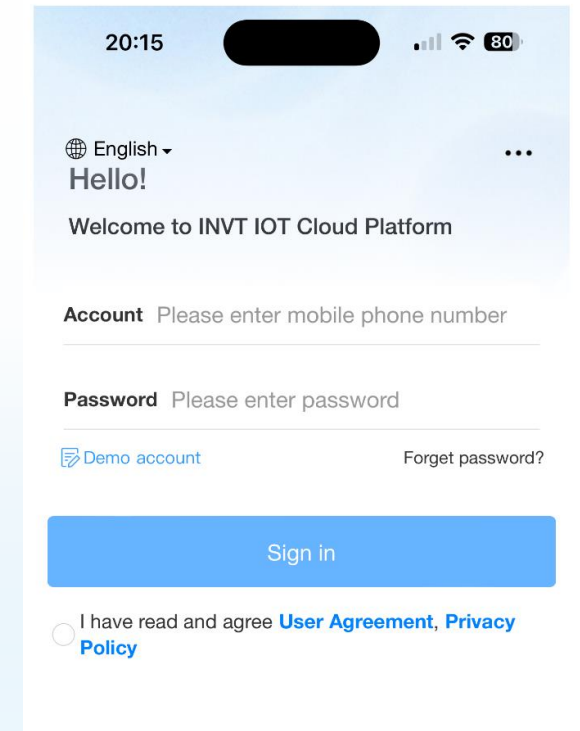 20:15 80
English
Hello!
Welcome to INVT IOT Cloud Platform
Account Please enter mobile phone number
Password Please enter password
Demo account Forget password?
Sign in
I have read and agree User Agreement, Privacy
Policy